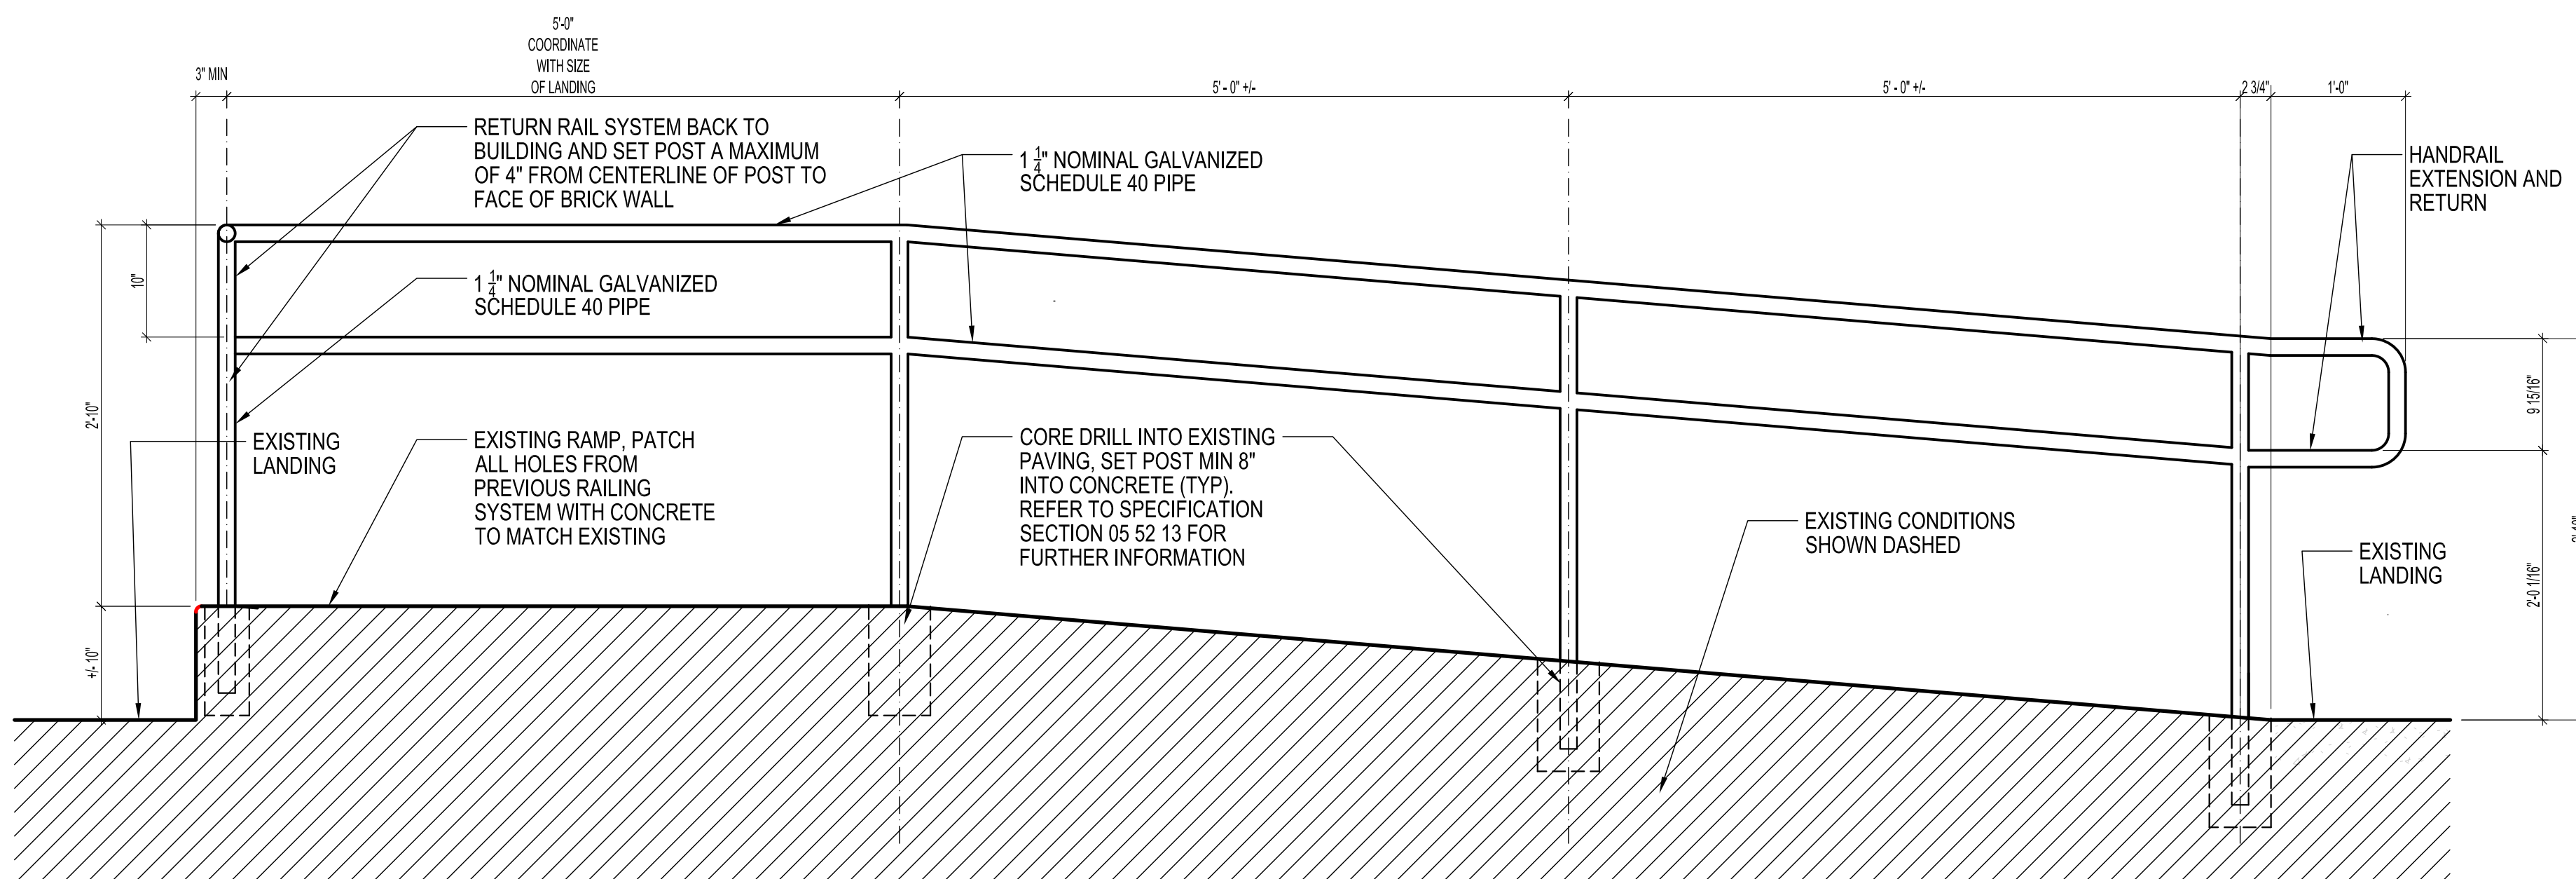 5'-0"
COORDINATE
WITH SIZE
OF LANDING
3" MIN
5' - 0" +/-
5' - 0" +/-
2 3/4"
1'-0"
RETURN RAIL SYSTEM BACK TO
BUILDING AND SET POST A MAXIMUM
OF 4" FROM CENTERLINE OF POST TO
FACE OF BRICK WALL
1 1/4" NOMINAL GALVANIZED
SCHEDULE 40 PIPE
HANDRAIL
EXTENSION AND
RETURN
10"
1 1/4" NOMINAL GALVANIZED
SCHEDULE 40 PIPE
2'-10"
9 15/16"
EXISTING
LANDING
EXISTING RAMP, PATCH
ALL HOLES FROM
PREVIOUS RAILING
SYSTEM WITH CONCRETE
TO MATCH EXISTING
CORE DRILL INTO EXISTING
PAVING, SET POST MIN 8"
INTO CONCRETE (TYP).
REFER TO SPECIFICATION
SECTION 05 52 13 FOR
FURTHER INFORMATION
EXISTING CONDITIONS
SHOWN DASHED
EXISTING
LANDING
2'-0 1/16"
+/- 10"